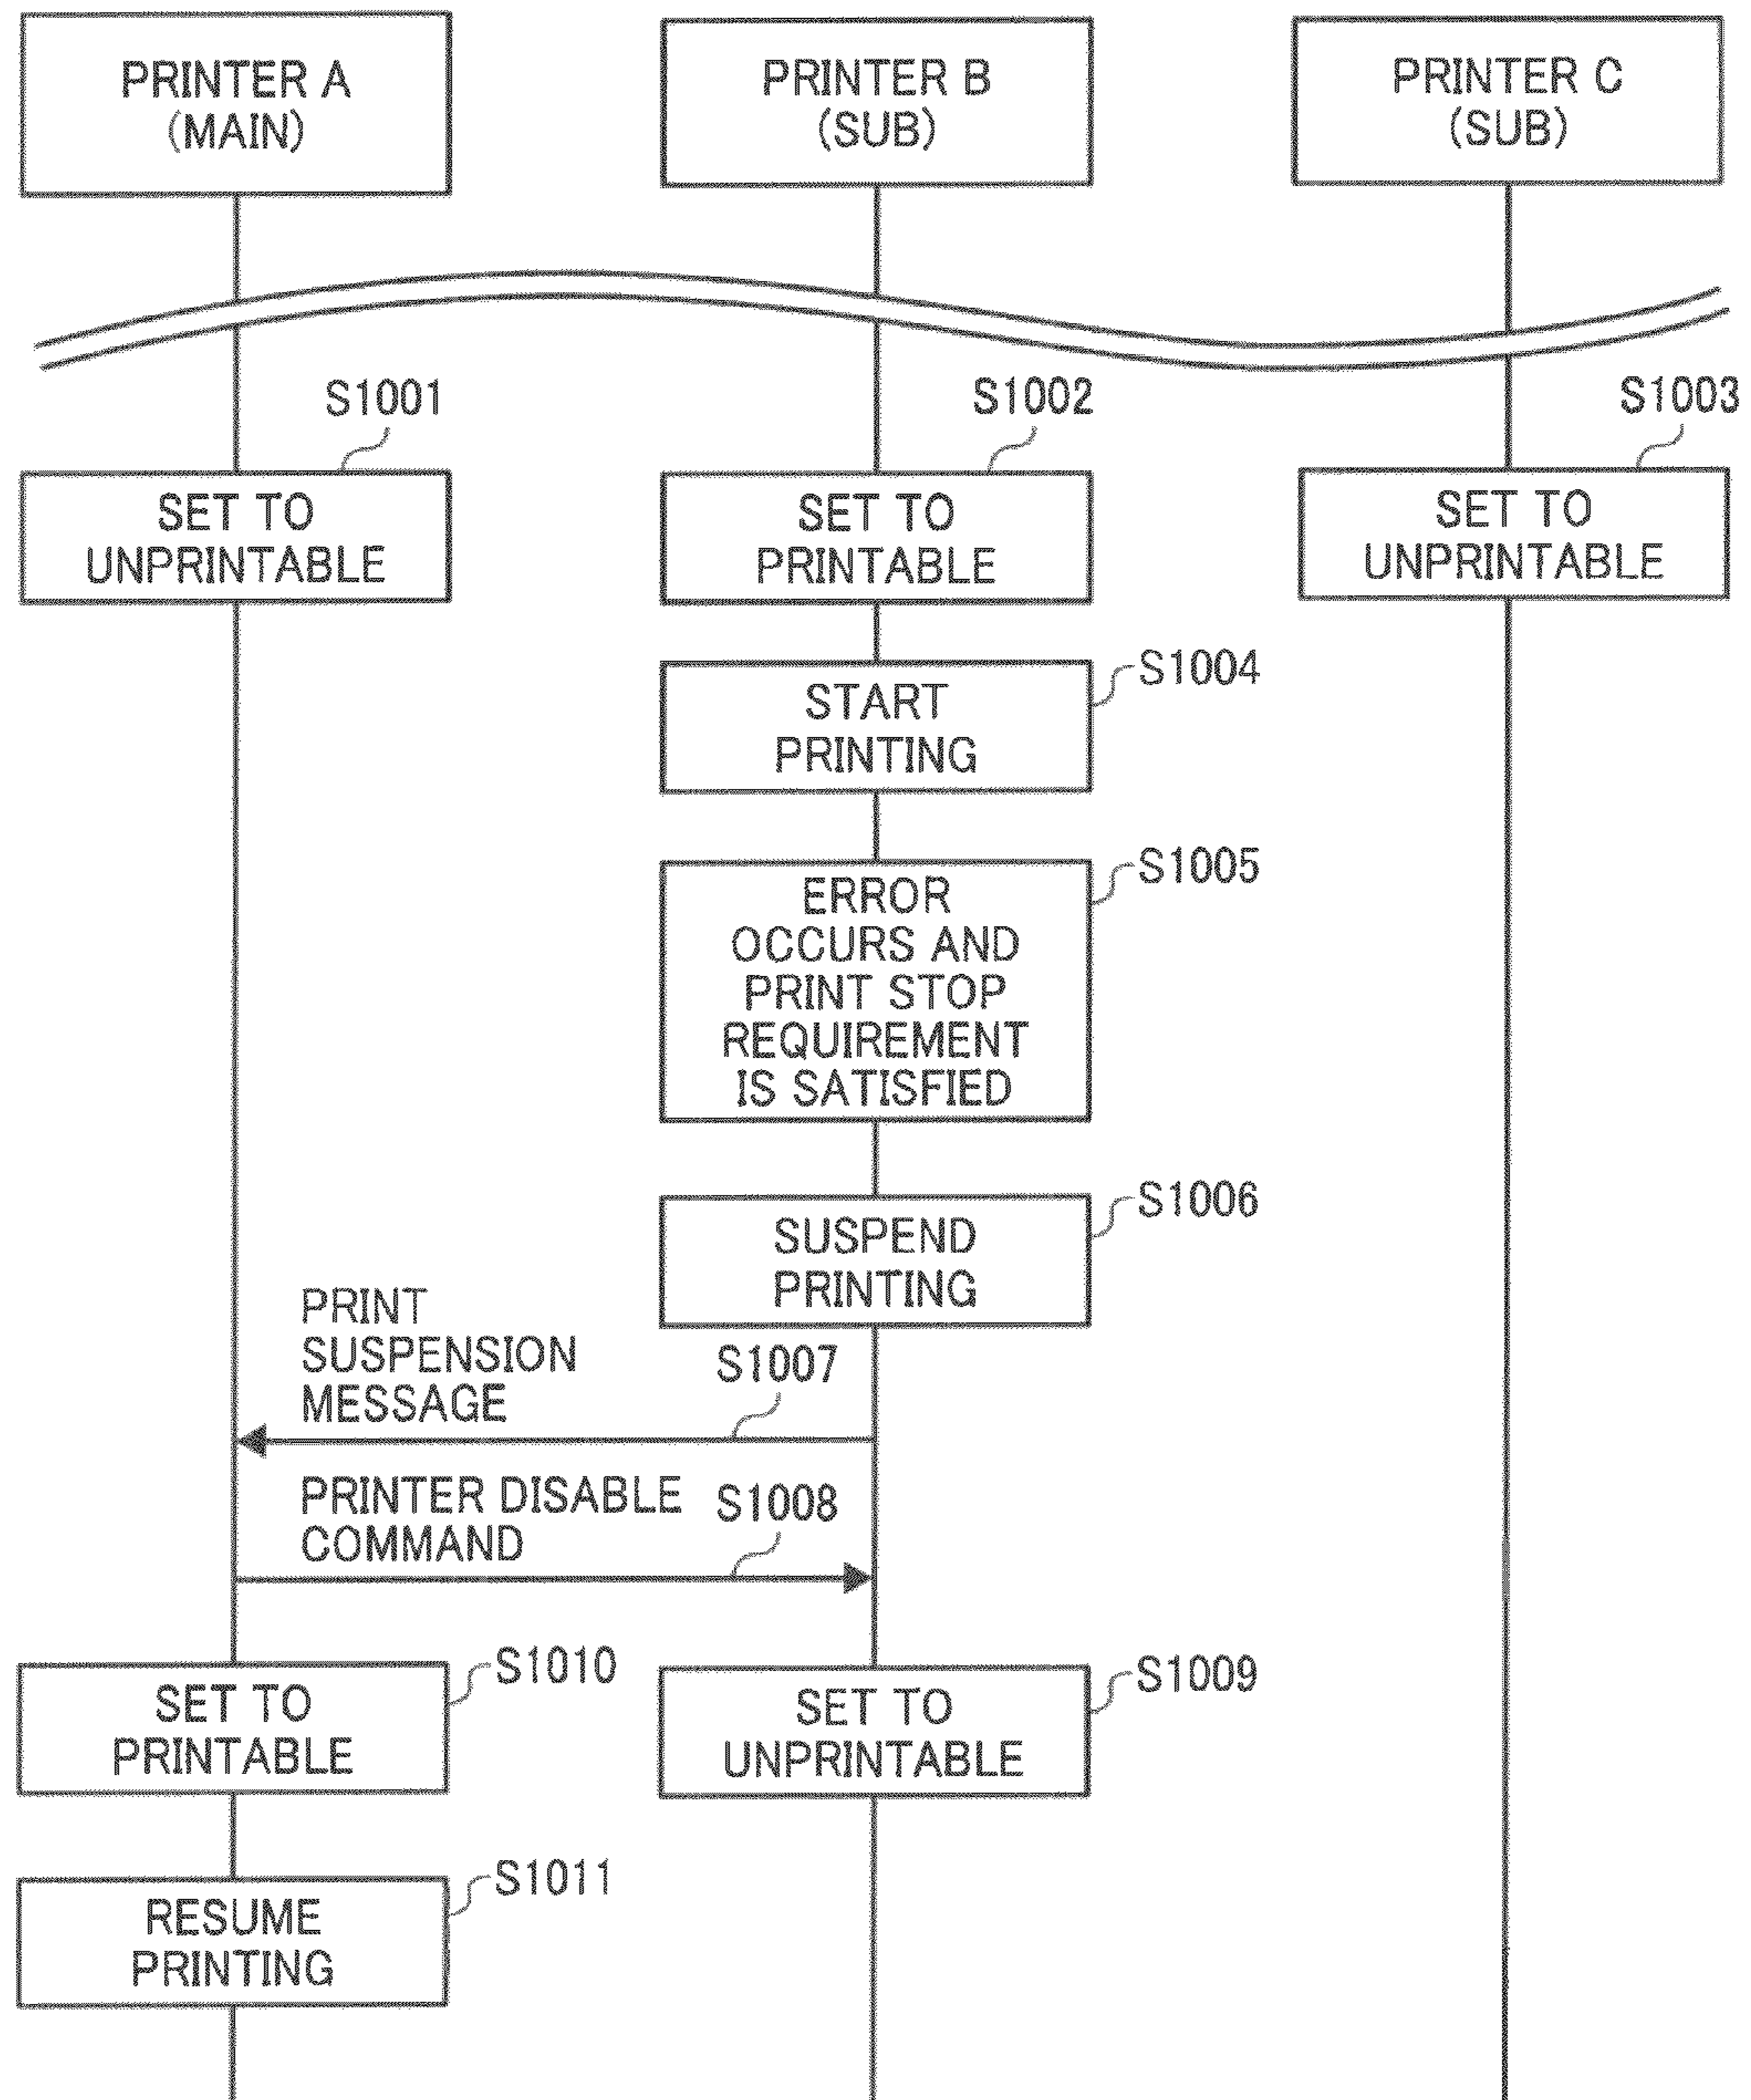 PRINTER A
(MAIN)
PRINTER B
(SUB)
PRINTER C
(SUB)
S1001
S1002
S1003
SET TO
UNPRINTABLE
SET TO
PRINTABLE
SET TO
UNPRINTABLE
S1004
START
PRINTING
S1005
ERROR
OCCURS AND
PRINT STOP
REQUIREMENT
IS SATISFIED
S1006
SUSPEND
PRINTING
PRINT
SUSPENSION
MESSAGE
S1007
PRINTER DISABLE
COMMAND
S1008
S1010
SET TO
PRINTABLE
S1009
SET TO
UNPRINTABLE
S1011
RESUME
PRINTING